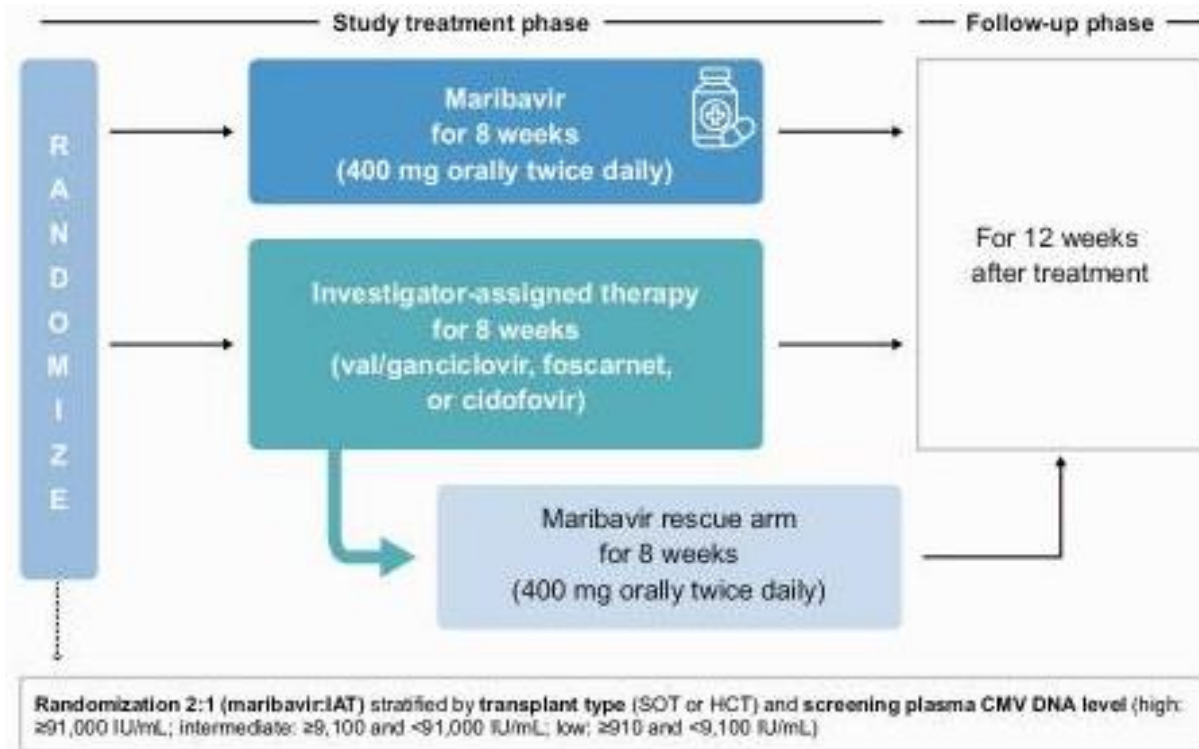 Study treatment phase
Follow-up phase
RANDOMIZE
Maribavir
for 8 weeks
(400 mg orally twice daily)
Investigator-assigned therapy
for 8 weeks
(val/ganciclovir, foscarnet,
or cidofovir)
Maribavir rescue arm
for 8 weeks
(400 mg orally twice daily)
For 12 weeks
after treatment
Randomization 2:1 (maribavir:IAT) stratified by transplant type (SOT or HCT) and screening plasma CMV DNA level (high:
≥91,000 IU/mL; intermediate: ≥9,100 and <91,000 IU/mL; low: ≥910 and <9,100 IU/mL)